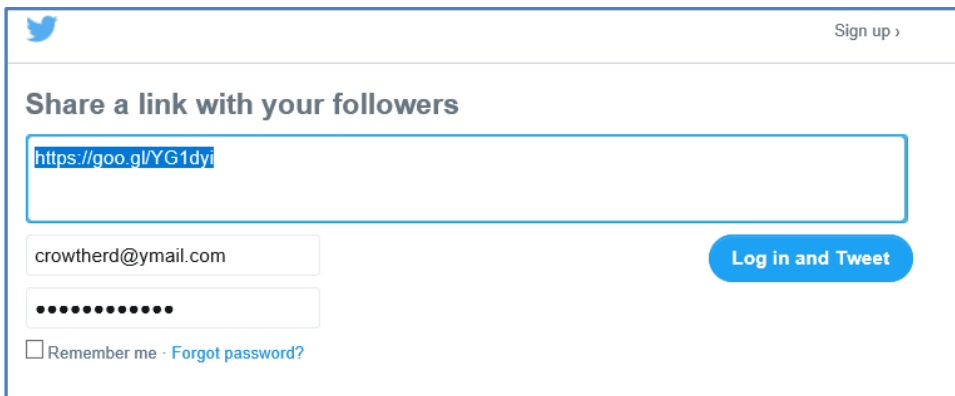 Sign up ›
Share a link with your followers
https://goo.gl/YG1dyi
crowtherd@ymail.com
Log in and Tweet
••••••••••••
Remember me · Forgot password?